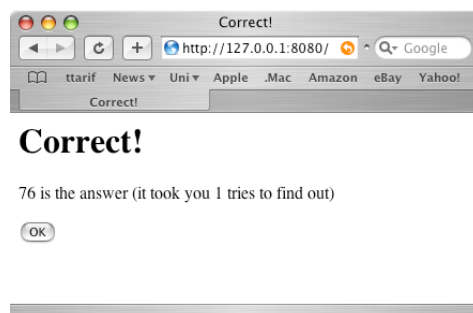 Correct!
http://127.0.0.1:8080/ Google
ttarif News Uni Apple .Mac Amazon eBay Yahoo!
Correct!
Correct!
76 is the answer (it took you 1 tries to find out)
OK